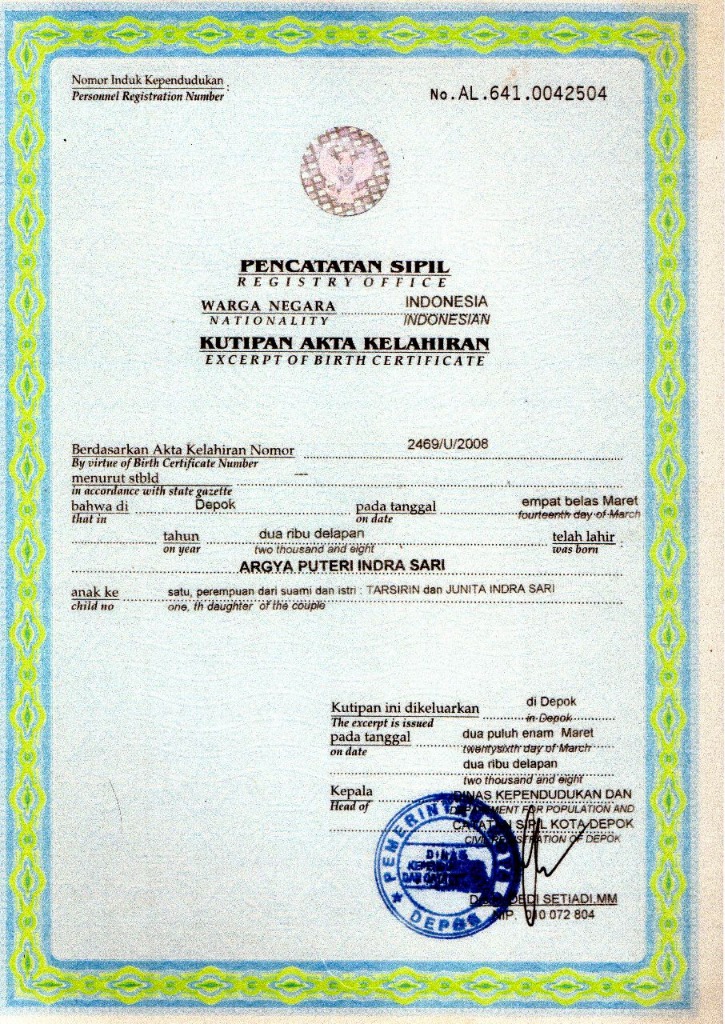 Nomor Induk Kependudukan :
Personnel Registration Number
No.AL.641.0042504
PENCATATAN SIPIL
REGISTRY OFFICE
WARGA NEGARA INDONESIA
NATIONALITY INDONESIAN
KUTIPAN AKTA KELAHIRAN
EXCERPT OF BIRTH CERTIFICATE
Berdasarkan Akta Kelahiran Nomor 2469/U/2008
By virtue of Birth Certificate Number
menurut stbld —
in accordance with state gazette
bahwa di Depok pada tanggal empat belas Maret
that in on date fourteenth day of March
tahun dua ribu delapan telah lahir :
on year two thousand and eight was born
ARGYA PUTERI INDRA SARI
anak ke satu, perempuan dari suami dan istri : TARSIRIN dan JUNITA INDRA SARI
child no one, th daughter of the couple
Kutipan ini dikeluarkan di Depok
The excerpt is issued in Depok
pada tanggal dua puluh enam Maret
on date twentysixth day of March
dua ribu delapan
two thousand and eight
Kepala DINAS KEPENDUDUKAN DAN
Head of DEPARTMENT FOR POPULATION AND
CATATAN SIPIL KOTA DEPOK
CIVIL REGISTRATION OF DEPOK
PEMERINTAH KOTA
DINAS
DEPOK
DEDI SETIADI.MM
NIP. 010 072 804